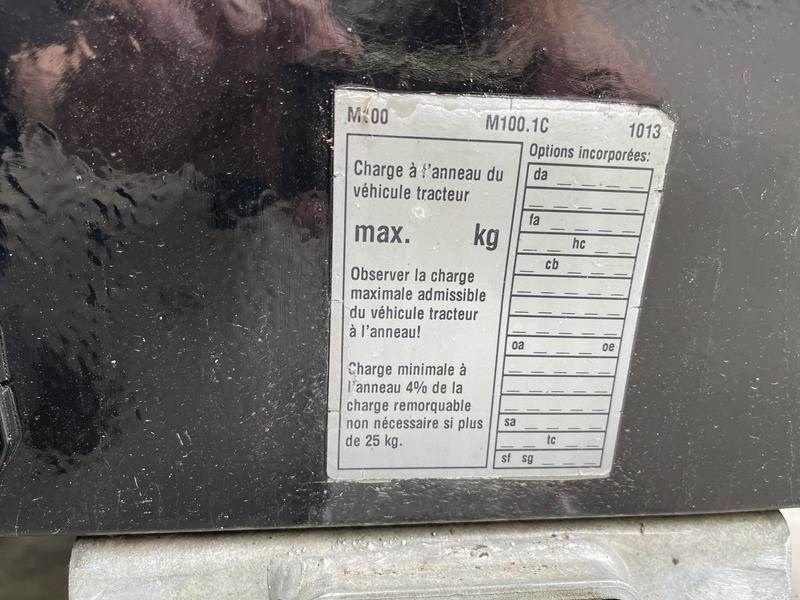 M100 M100.1C 1013
Charge à l'anneau du
véhicule tracteur
max. kg
Observer la charge
maximale admissible
du véhicule tracteur
à l'anneau!
Charge minimale à
l'anneau 4% de la
charge remorquable
non nécessaire si plus
de 25 kg.
Options incorporées:
da
fa
hc
cb
oa oe
sa
tc
sf sg